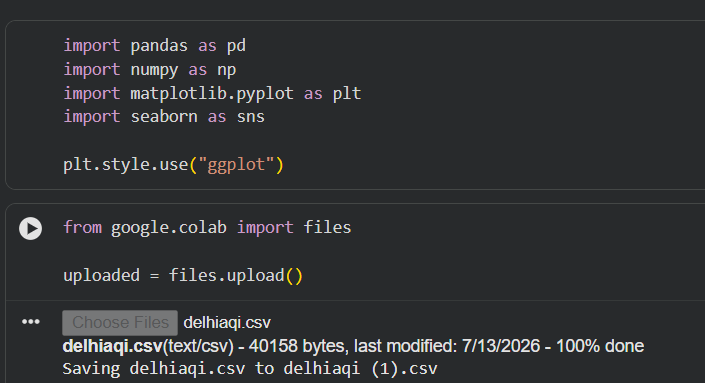 import pandas as pd
import numpy as np
import matplotlib.pyplot as plt
import seaborn as sns
plt.style.use("ggplot")
from google.colab import files
uploaded = files.upload()
Choose Files delhiaqi.csv
delhiaqi.csv(text/csv) - 40158 bytes, last modified: 7/13/2026 - 100% done
Saving delhiaqi.csv to delhiaqi (1).csv